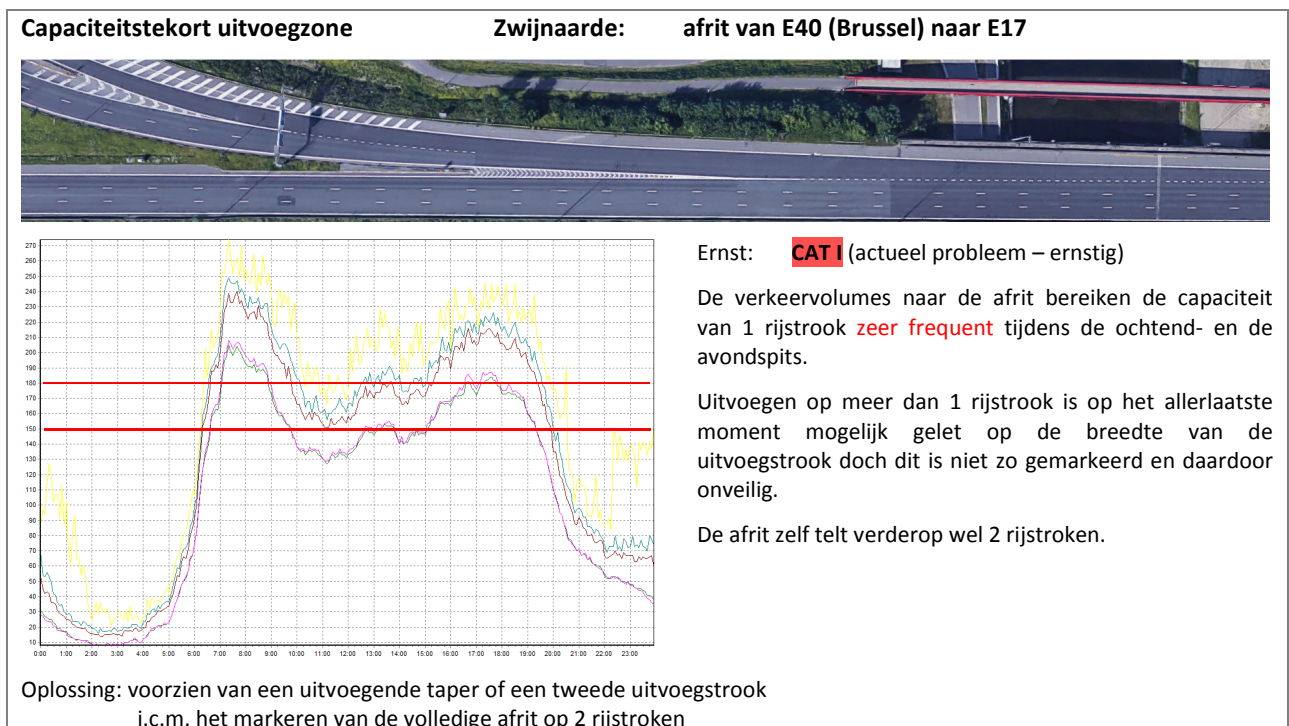 Capaciteitstekort uitvoegzone Zwijnaarde: afrit van E40 (Brussel) naar E17
270
260
250
240
230
220
210
200
190
180
170
160
150
140
130
120
110
100
90
80
70
60
50
40
30
20
10
0:00 1:00 2:00 3:00 4:00 5:00 6:00 7:00 8:00 9:00 10:00 11:00 12:00 13:00 14:00 15:00 16:00 17:00 18:00 19:00 20:00 21:00 22:00 23:00
Ernst: CAT I (actueel probleem – ernstig)
De verkeervolumes naar de afrit bereiken de capaciteit
van 1 rijstrook zeer frequent tijdens de ochtend- en de
avondspits.
Uitvoegen op meer dan 1 rijstrook is op het allerlaatste
moment mogelijk gelet op de breedte van de
uitvoegstrook doch dit is niet zo gemarkeerd en daardoor
onveilig.
De afrit zelf telt verderop wel 2 rijstroken.
Oplossing: voorzien van een uitvoegende taper of een tweede uitvoegstrook
i.c.m. het markeren van de volledige afrit op 2 rijstroken